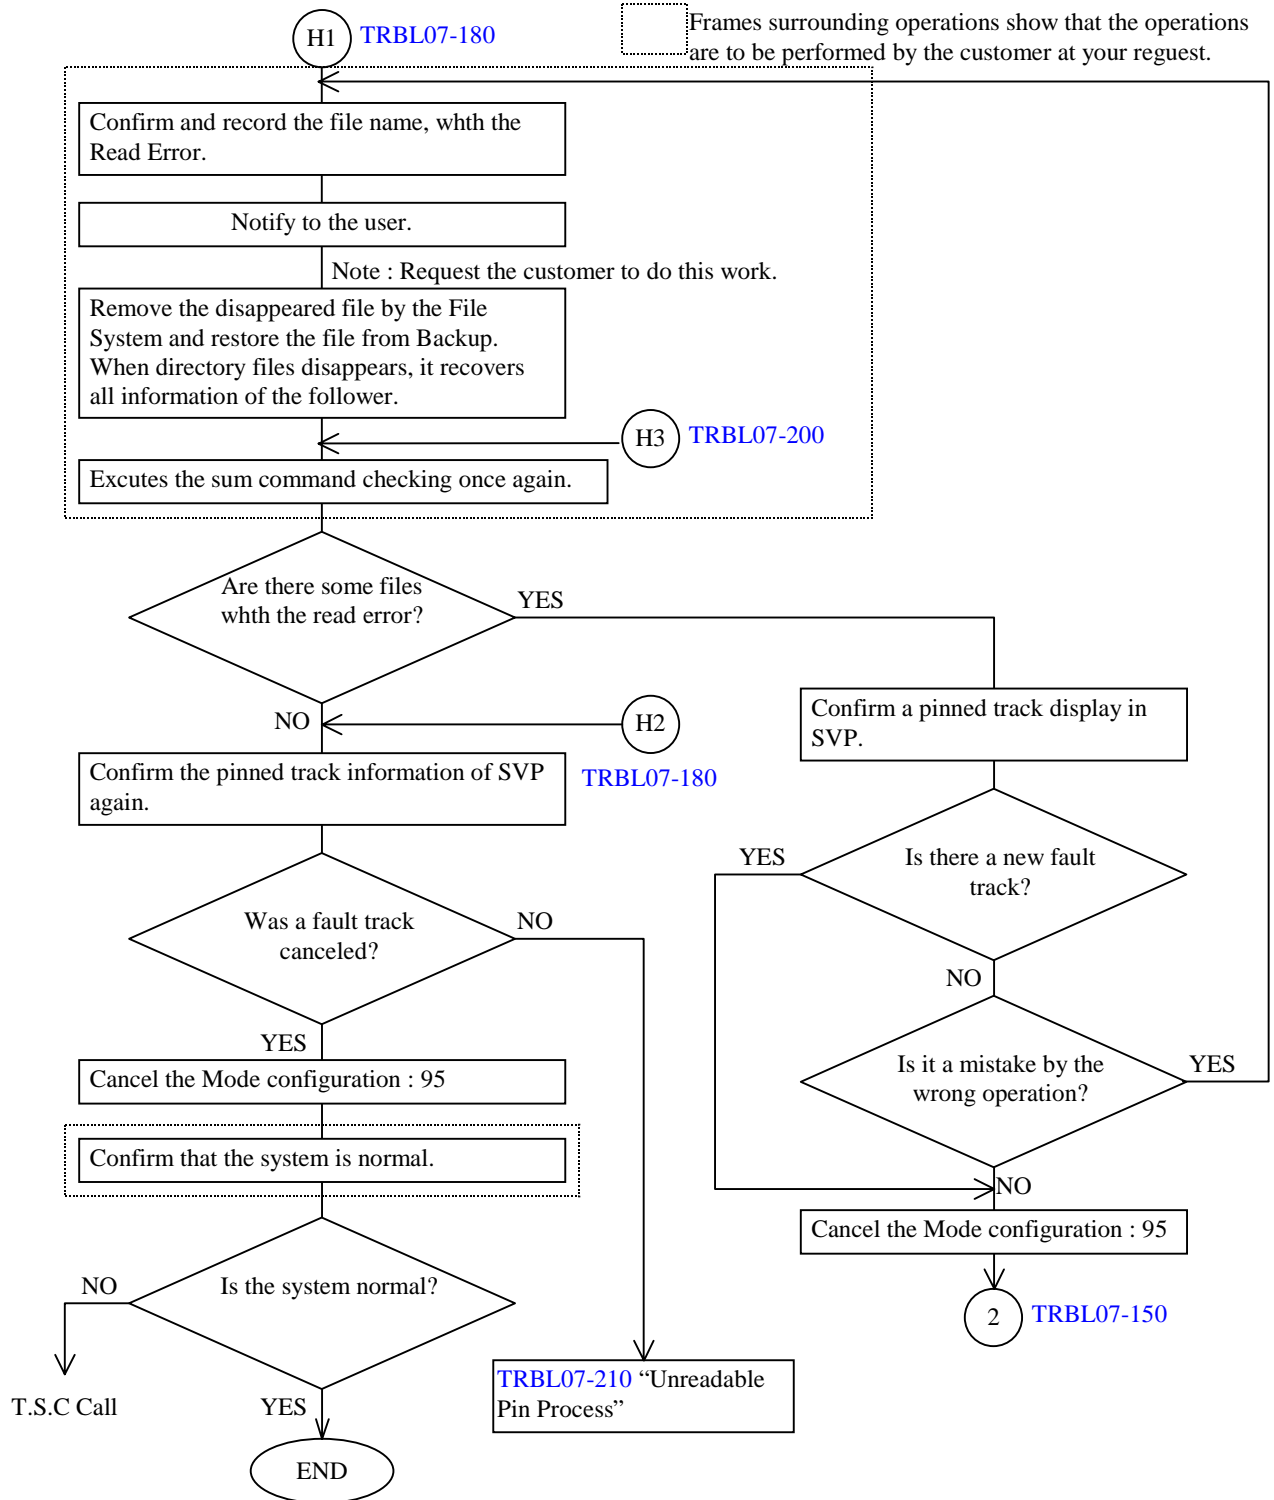 H1 TRBL07-180
Frames surrounding operations show that the operations
are to be performed by the customer at your reguest.
Confirm and record the file name, whth the
Read Error.
Notify to the user.
Note : Request the customer to do this work.
Remove the disappeared file by the File
System and restore the file from Backup.
When directory files disappears, it recovers
all information of the follower.
H3 TRBL07-200
Excutes the sum command checking once again.
Are there some files
whth the read error?
YES
NO
H2
TRBL07-180
Confirm a pinned track display in
SVP.
Confirm the pinned track information of SVP
again.
YES
Is there a new fault
track?
Was a fault track
canceled?
NO
NO
YES
Is it a mistake by the
wrong operation?
YES
Cancel the Mode configuration : 95
Confirm that the system is normal.
NO
Cancel the Mode configuration : 95
NO
Is the system normal?
2 TRBL07-150
TRBL07-210 “Unreadable
Pin Process”
T.S.C Call
YES
END